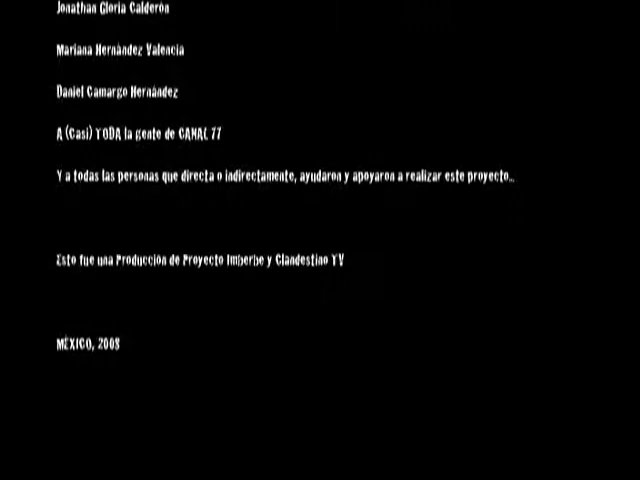 Jonathan Gloria Calderón
Mariana Hernández Valencia
Daniel Camargo Hernández
A (Casi) TODA la gente de CANAL 77
Y a todas las personas que directa o indirectamente, ayudaron y apoyaron a realizar este proyecto...
Esto fue una Producción de Proyecto Imberbe y Clandestino TV
MÉXICO, 2008